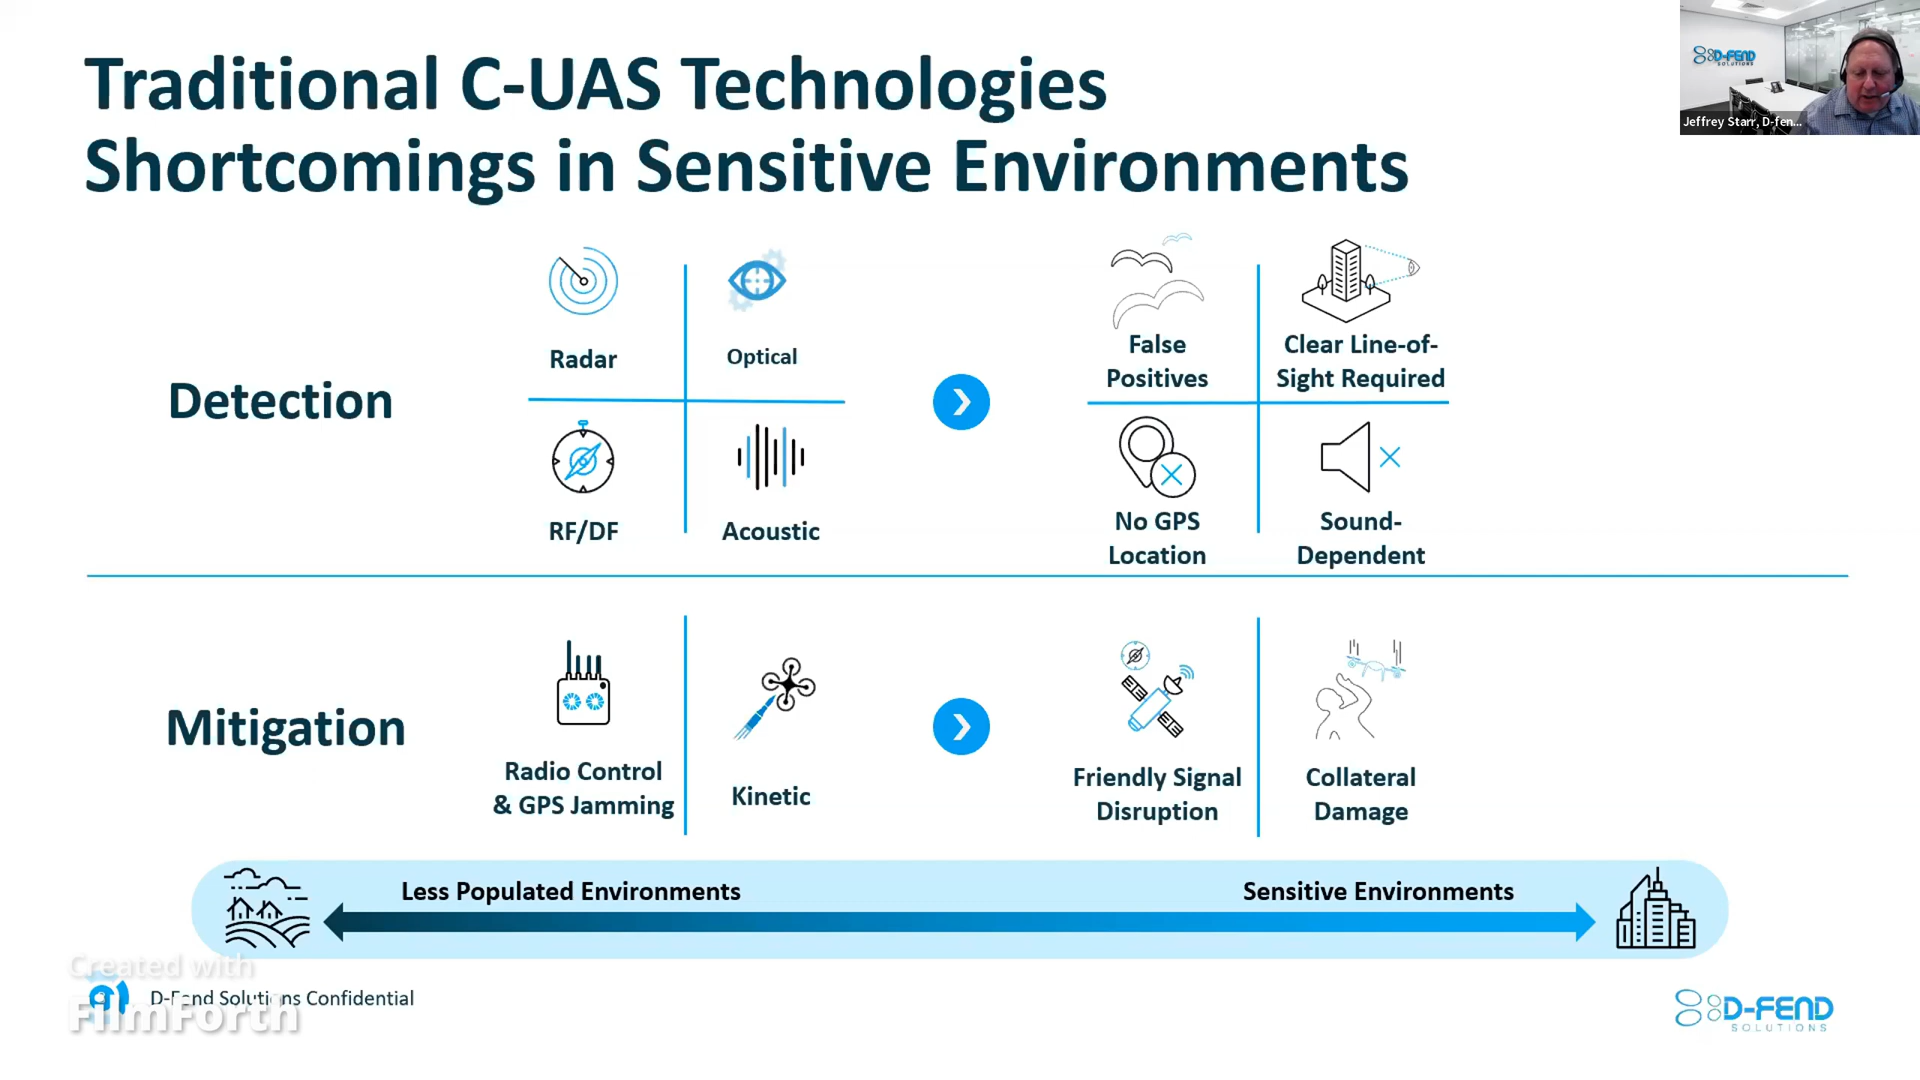 Traditional C-UAS Technologies
Shortcomings in Sensitive Environments
D-FEND
SOLUTIONS
Jeffrey Starr, D-fen...
Detection
Radar
Optical
RF/DF
Acoustic
False
Positives
Clear Line-of-
Sight Required
No GPS
Location
Sound-
Dependent
Mitigation
Radio Control
& GPS Jamming
Kinetic
Friendly Signal
Disruption
Collateral
Damage
Less Populated Environments
Sensitive Environments
Created with
FilmForth
D-Fend Solutions Confidential
D-FEND
SOLUTIONS